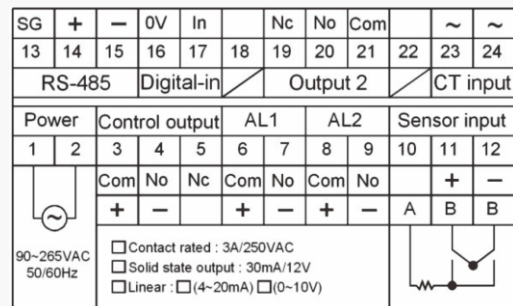 SG + − 0V In Nc No Com ~ ~
13 14 15 16 17 18 19 20 21 22 23 24
RS-485 Digital-in Output 2 CT input
Power Control output AL1 AL2 Sensor input
1 2 3 4 5 6 7 8 9 10 11 12
Com No Nc Com No Com No + −
+ − + − + − A B B
~
90~265VAC
50/60Hz
□Contact rated : 3A/250VAC
□Solid state output : 30mA/12V
□Linear : □(4~20mA) □(0~10V)